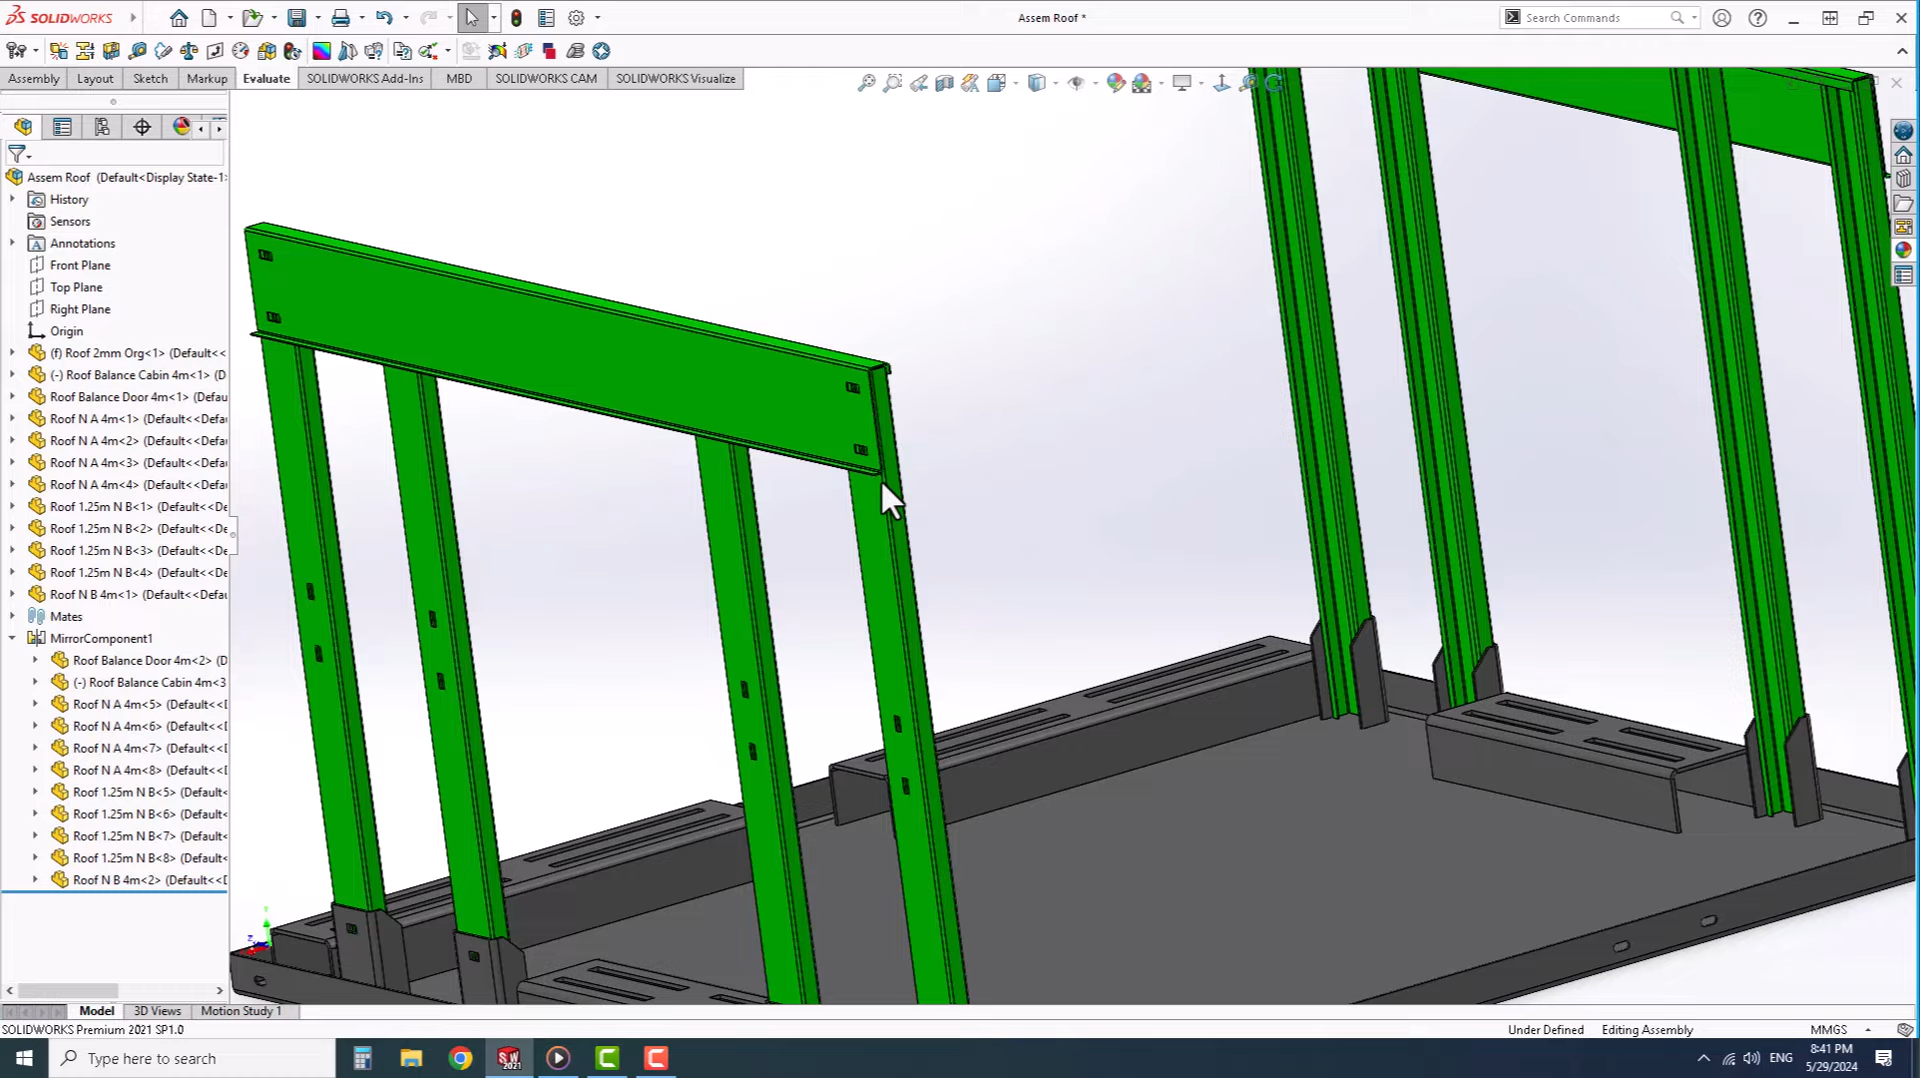 SOLIDWORKS
Assem Roof *
Search Commands
Assembly Layout Sketch Markup Evaluate SOLIDWORKS Add-Ins MBD SOLIDWORKS CAM SOLIDWORKS Visualize
Assem Roof (Default<Display State-1>
History
Sensors
Annotations
Front Plane
Top Plane
Right Plane
Origin
(f) Roof 2mm Org<1> (Default<<
(-) Roof Balance Cabin 4m<1> (D
Roof Balance Door 4m<1> (Defau
Roof N A 4m<1> (Default<<Defau
Roof N A 4m<2> (Default<<Defau
Roof N A 4m<3> (Default<<Defau
Roof N A 4m<4> (Default<<Defau
Roof 1.25m N B<1> (Default<<De
Roof 1.25m N B<2> (Default<<De
Roof 1.25m N B<3> (Default<<De
Roof 1.25m N B<4> (Default<<De
Roof N B 4m<1> (Default<<Defau
Mates
MirrorComponent1
Roof Balance Door 4m<2> (D
(-) Roof Balance Cabin 4m<3
Roof N A 4m<5> (Default<<D
Roof N A 4m<6> (Default<<D
Roof N A 4m<7> (Default<<D
Roof N A 4m<8> (Default<<D
Roof 1.25m N B<5> (Default<
Roof 1.25m N B<6> (Default<
Roof 1.25m N B<7> (Default<
Roof 1.25m N B<8> (Default<
Roof N B 4m<2> (Default<<D
Model 3D Views Motion Study 1
SOLIDWORKS Premium 2021 SP1.0
Under Defined Editing Assembly MMGS
Type here to search
ENG
8:41 PM
5/29/2024